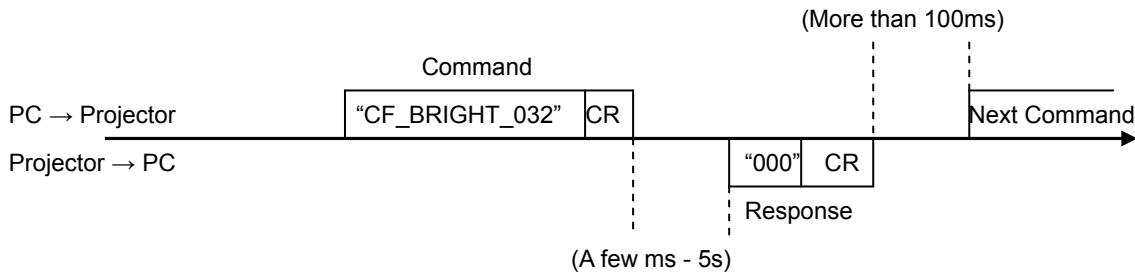 (More than 100ms)
Command
PC → Projector
“CF_BRIGHT_032” CR
Next Command
Projector → PC
“000” CR
Response
(A few ms - 5s)